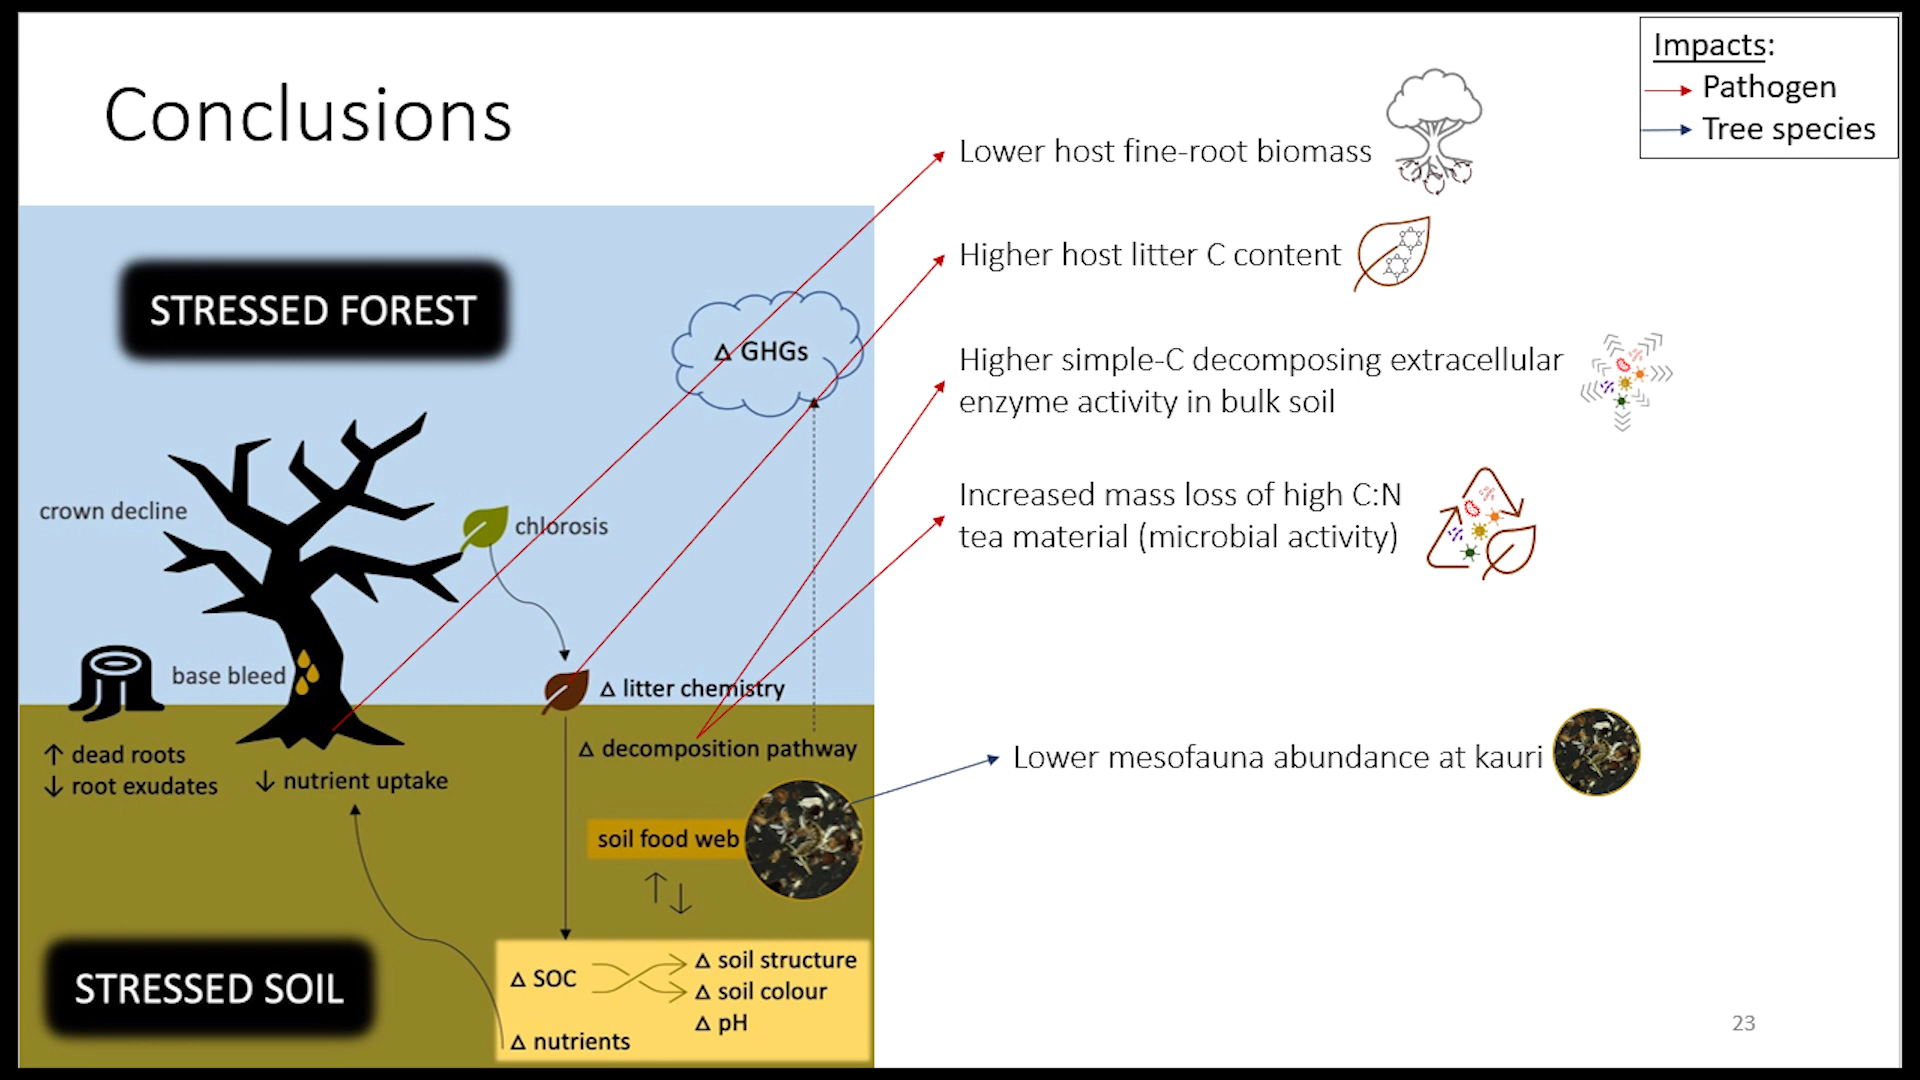 Conclusions
Impacts:
Pathogen
Tree species
Lower host fine-root biomass
Higher host litter C content
Higher simple-C decomposing extracellular
enzyme activity in bulk soil
Increased mass loss of high C:N
tea material (microbial activity)
Lower mesofauna abundance at kauri
STRESSED FOREST
Δ GHGs
crown decline
chlorosis
base bleed
Δ litter chemistry
↑ dead roots
↓ root exudates
↓ nutrient uptake
Δ decomposition pathway
soil food web
STRESSED SOIL
Δ SOC
Δ soil structure
Δ soil colour
Δ pH
Δ nutrients
23